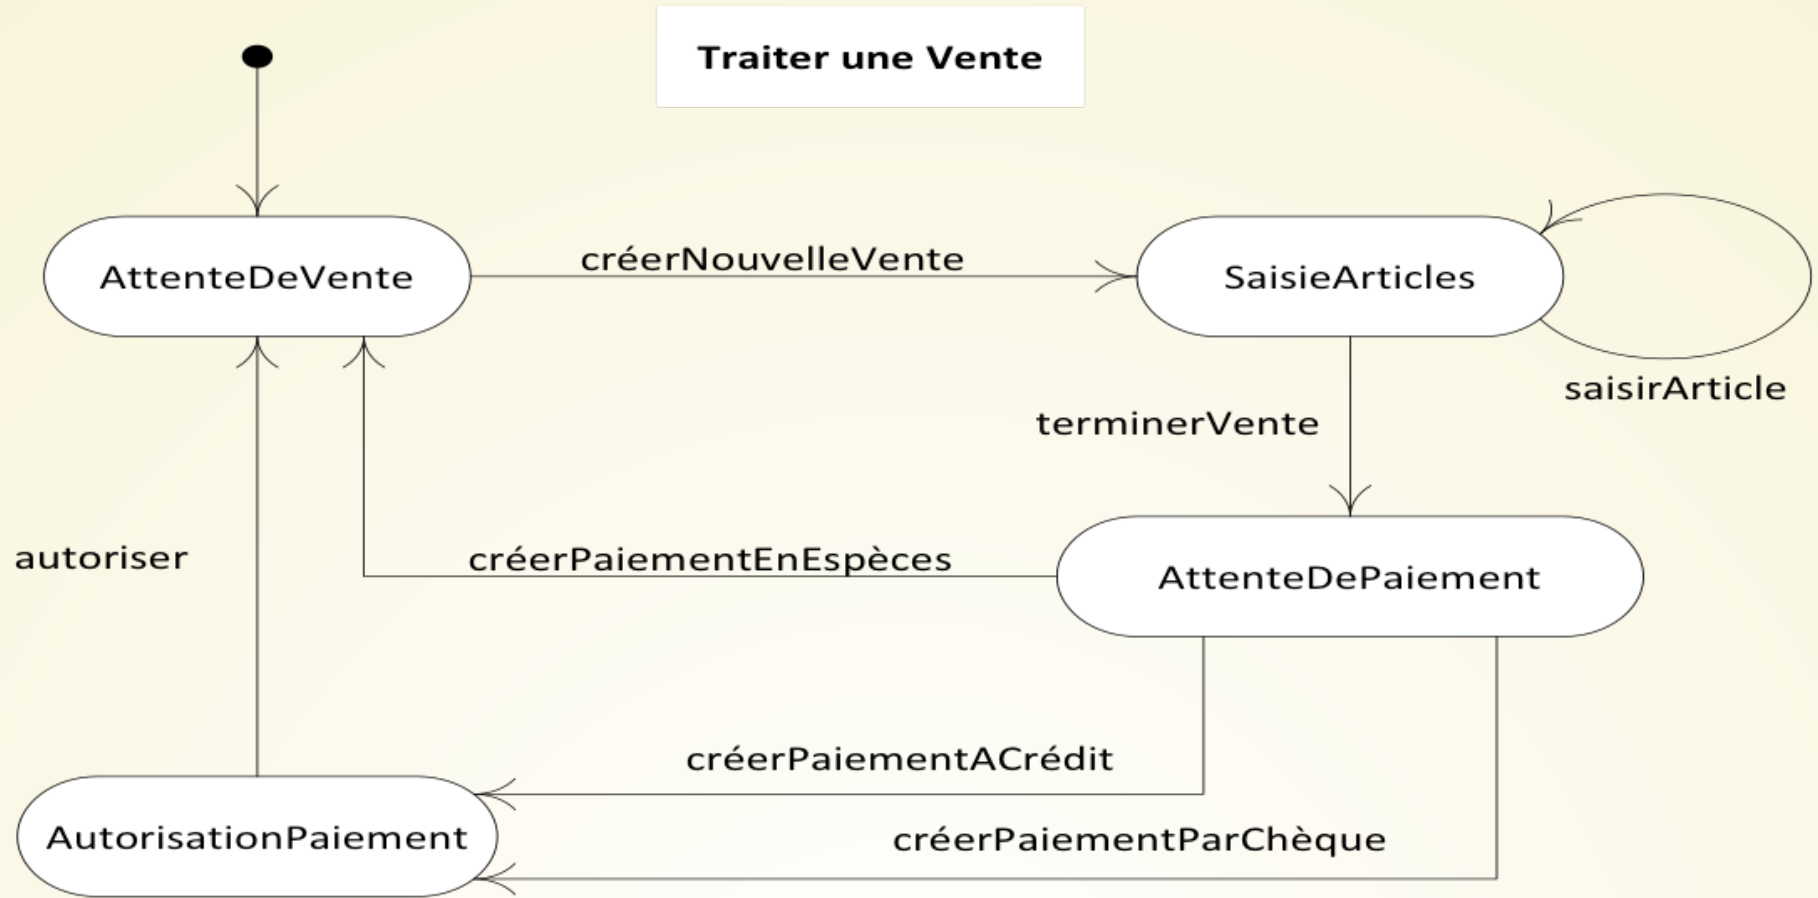 Traiter une Vente
créerNouvelleVente
AttenteDeVente
SaisieArticles
saisirArticle
terminerVente
autoriser
créerPaiementEnEspèces
AttenteDePaiement
créerPaiementACrédit
AutorisationPaiement
créerPaiementParChèque